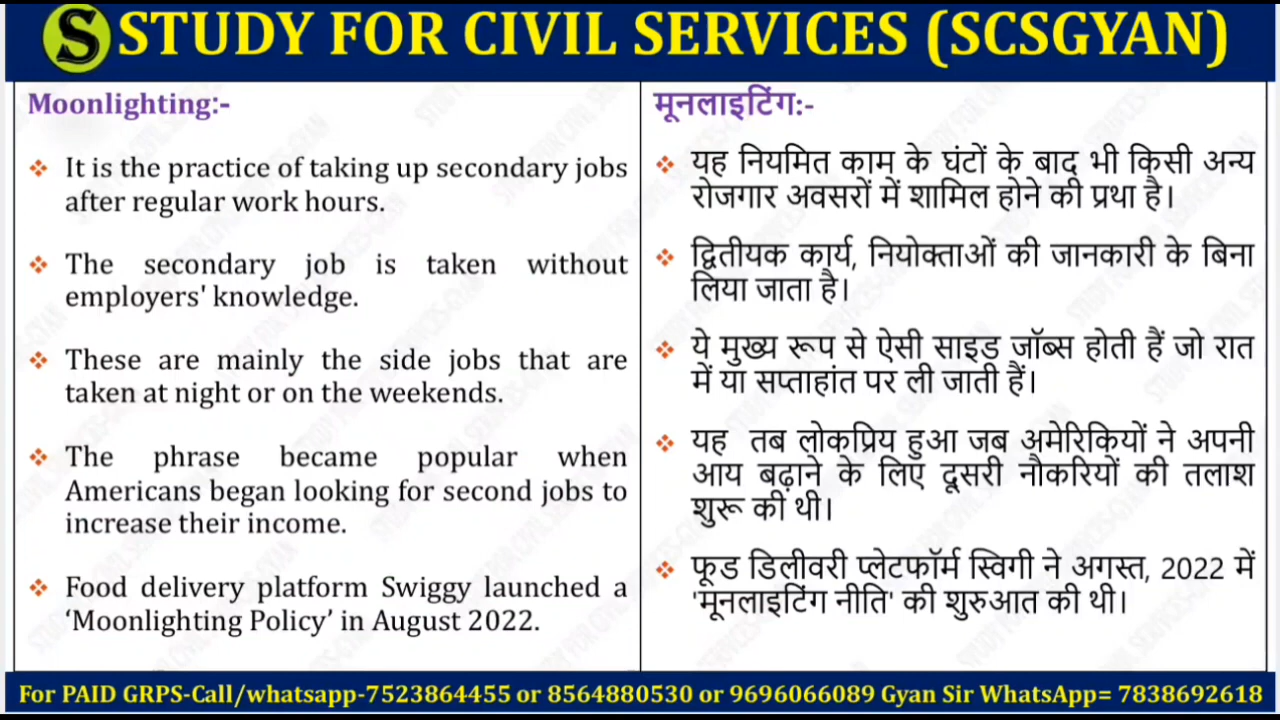 S STUDY FOR CIVIL SERVICES (SCSGYAN)
Moonlighting:-
❖ It is the practice of taking up secondary jobs
after regular work hours.
❖ The secondary job is taken without
employers' knowledge.
❖ These are mainly the side jobs that are
taken at night or on the weekends.
❖ The phrase became popular when
Americans began looking for second jobs to
increase their income.
❖ Food delivery platform Swiggy launched a
‘Moonlighting Policy’ in August 2022.
मूनलाइटिंग:-
❖ यह नियमित काम के घंटों के बाद भी किसी अन्य
रोजगार अवसरों में शामिल होने की प्रथा है।
❖ द्वितीयक कार्य, नियोक्ताओं की जानकारी के बिना
लिया जाता है।
❖ ये मुख्य रूप से ऐसी साइड जॉब्स होती हैं जो रात
में या सप्ताहांत पर ली जाती हैं।
❖ यह तब लोकप्रिय हुआ जब अमेरिकियों ने अपनी
आय बढ़ाने के लिए दूसरी नौकरियों की तलाश
शुरू की थी।
❖ फूड डिलीवरी प्लेटफॉर्म स्विगी ने अगस्त, 2022 में
'मूनलाइटिंग नीति' की शुरुआत की थी।
For PAID GRPS-Call/whatsapp-7523864455 or 8564880530 or 9696066089 Gyan Sir WhatsApp= 7838692618